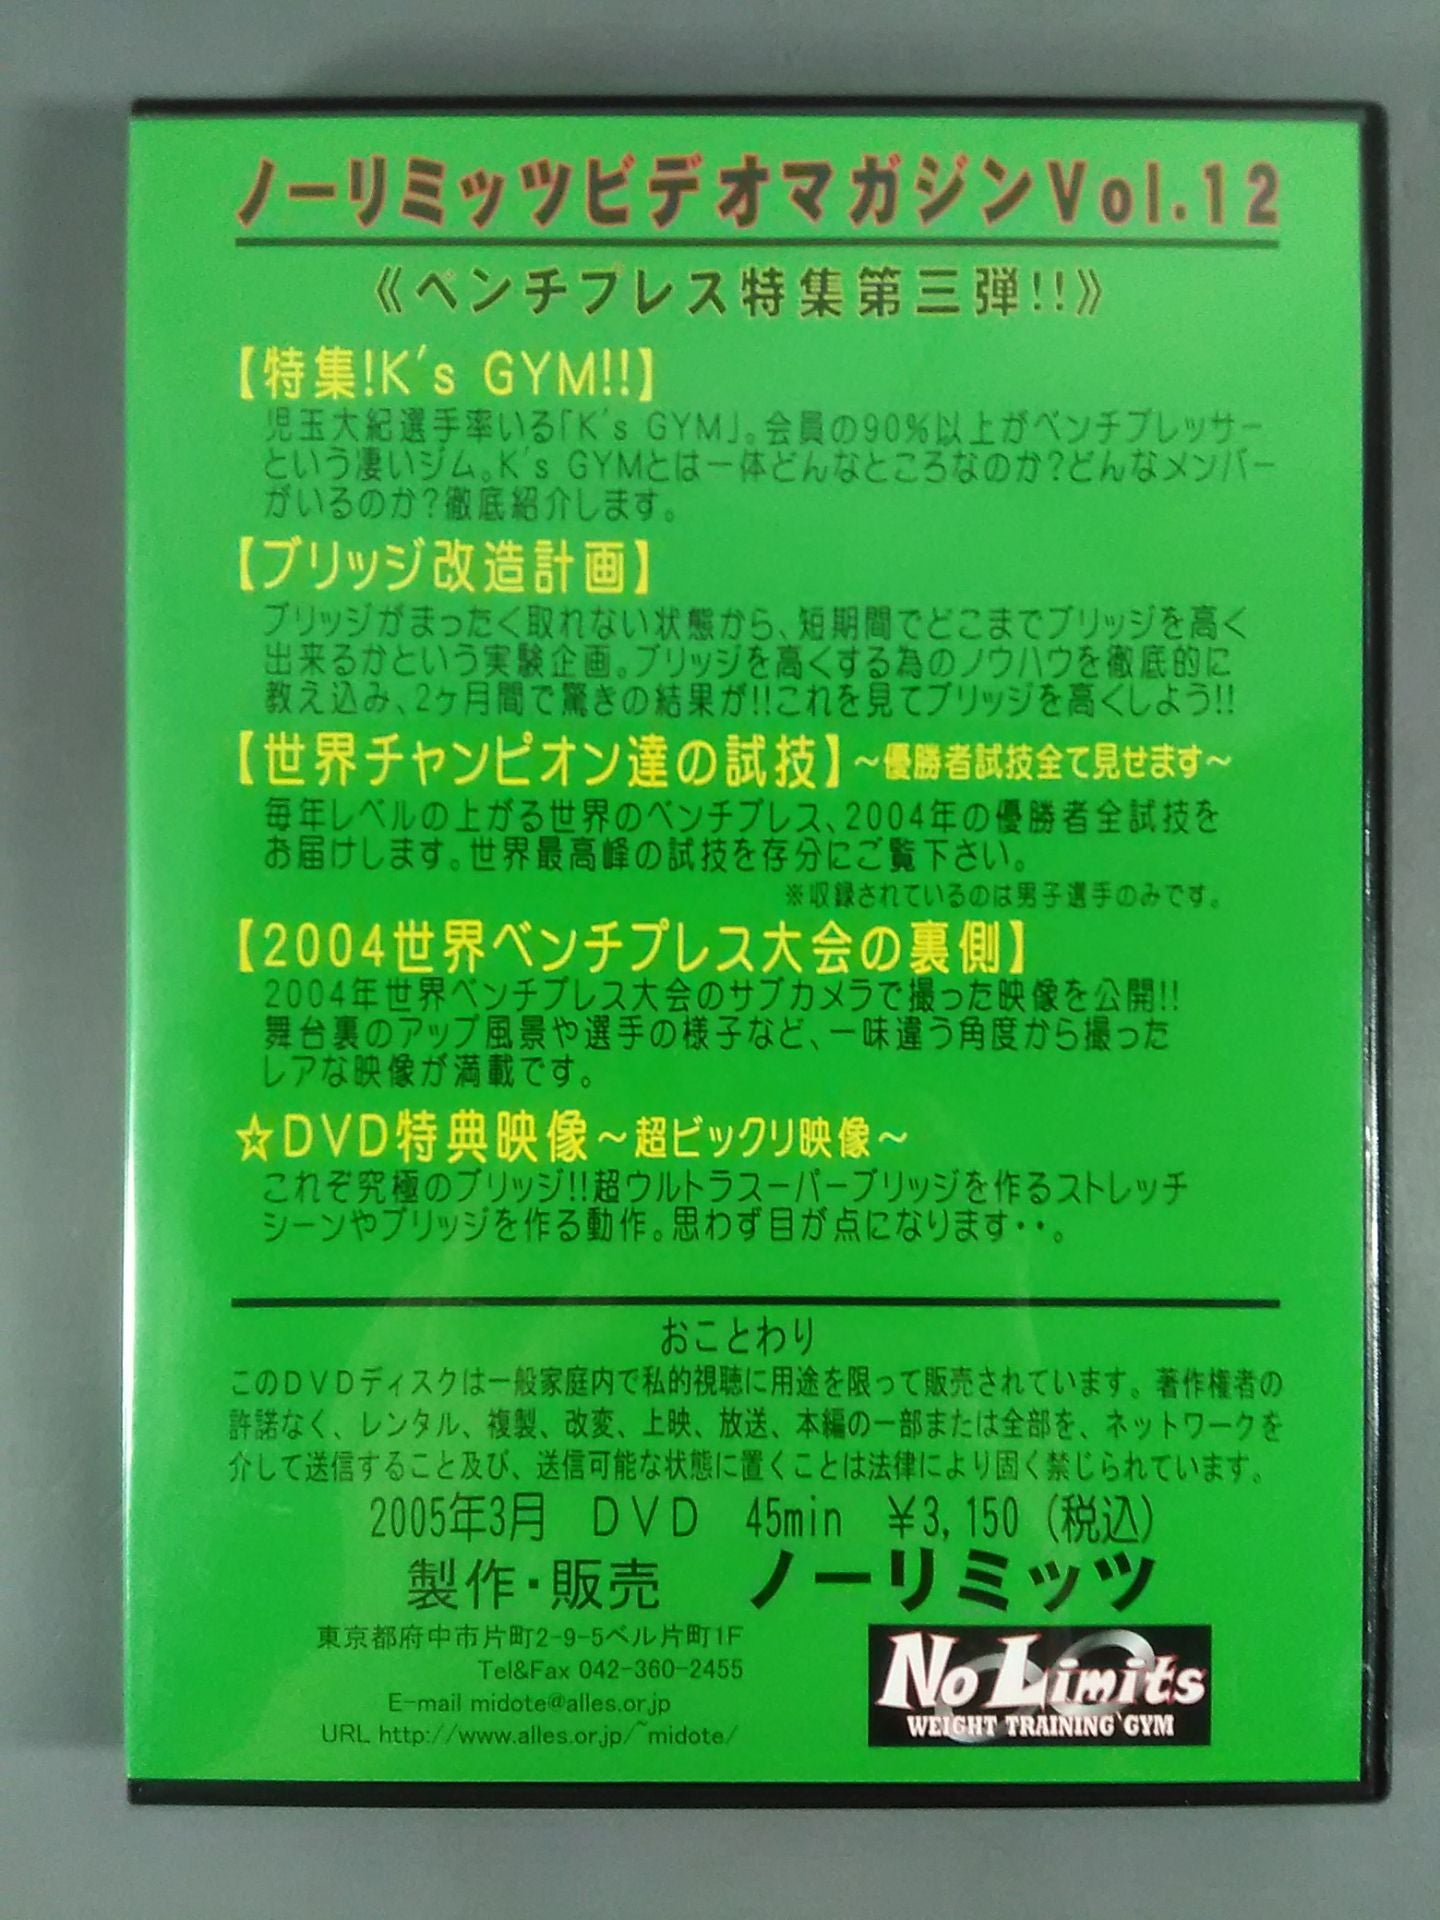 ノーリミッツビデオマガジンVol.12
《ベンチプレス特集第三弾!!》
【特集!K's GYM!!】
児玉大紀選手率いる「K's GYM」。会員の90%以上がベンチプレッサー
という凄いジム。K's GYMとは一体どんなところなのか?どんなメンバー
がいるのか?徹底紹介します。
【ブリッジ改造計画】
ブリッジがまったく取れない状態から、短期間でどこまでブリッジを高く
出来るかという実験企画。ブリッジを高くする為のノウハウを徹底的に
教え込み、2ヶ月間で驚きの結果が!!これを見てブリッジを高くしよう!!
【世界チャンピオン達の試技】～優勝者試技全て見せます～
毎年レベルの上がる世界のベンチプレス、2004年の優勝者全試技を
お届けします。世界最高峰の試技を存分にご覧下さい。
※収録されているのは男子選手のみです。
【2004世界ベンチプレス大会の裏側】
2004年世界ベンチプレス大会のサブカメラで撮った映像を公開!!
舞台裏のアップ風景や選手の様子など、一味違う角度から撮った
レアな映像が満載です。
☆DVD特典映像～超ビックリ映像～
これぞ究極のブリッジ!!超ウルトラスーパーブリッジを作るストレッチ
シーンやブリッジを作る動作。思わず目が点になります・・。
おことわり
このDVDディスクは一般家庭内で私的視聴に用途を限って販売されています。著作権者の
許諾なく、レンタル、複製、改変、上映、放送、本編の一部または全部を、ネットワークを
介して送信すること及び、送信可能な状態に置くことは法律により固く禁じられています。
2005年3月 DVD 45min ￥3,150(税込)
製作・販売 ノーリミッツ
東京都府中市片町2-9-5ベル片町1F
Tel&Fax 042-360-2455
E-mail midote@alles.or.jp
URL http://www.alles.or.jp/~midote/
No Limits
WEIGHT TRAINING GYM